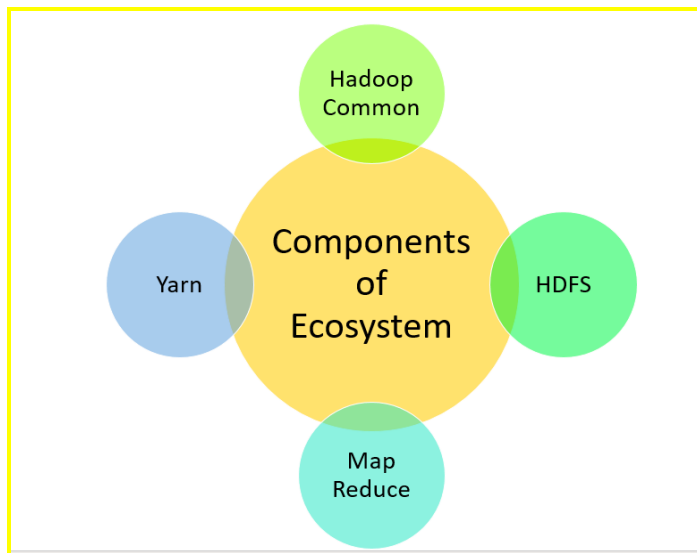 Hadoop
Common
Components
of
Ecosystem
Yarn
HDFS
Map
Reduce